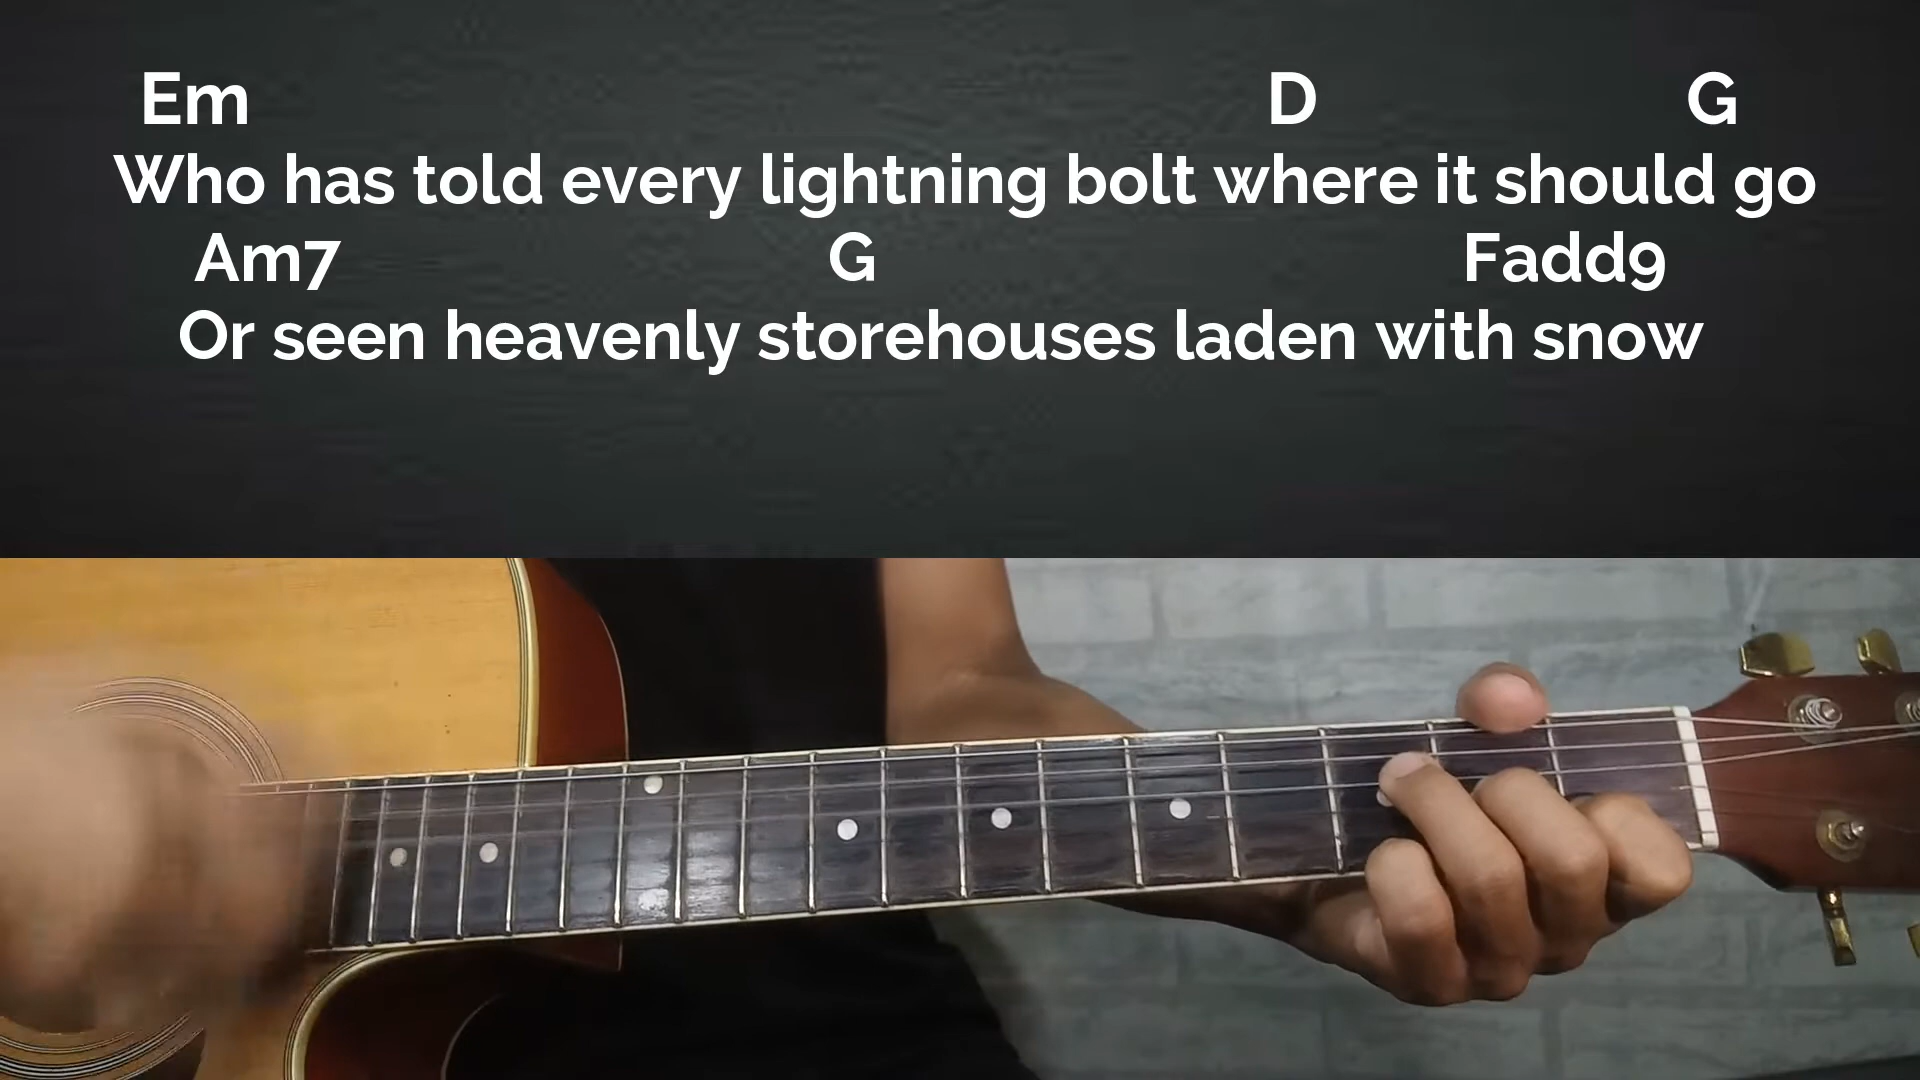 Em D G
Who has told every lightning bolt where it should go
Am7 G Fadd9
Or seen heavenly storehouses laden with snow